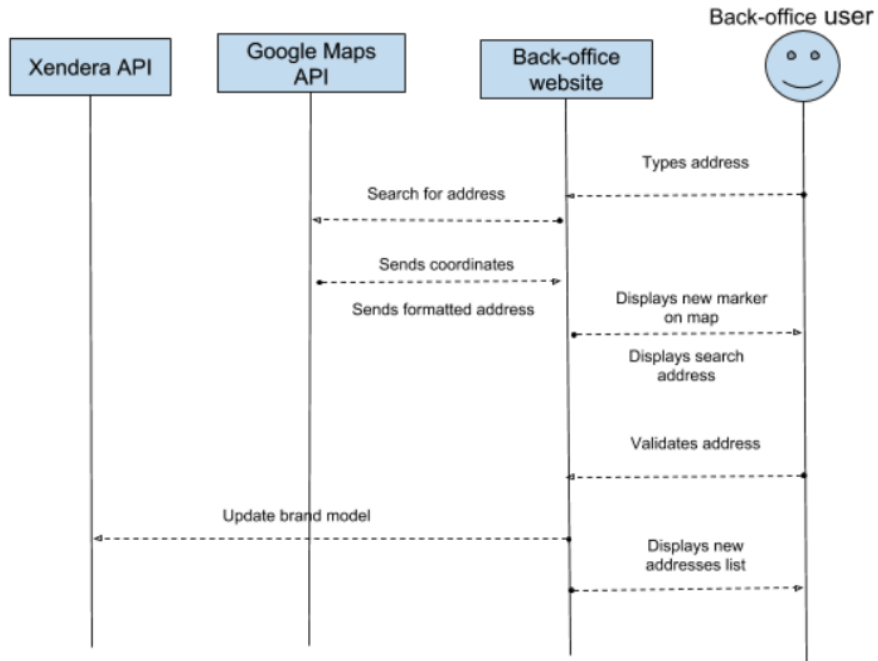 Back-office user
Xendera API
Google Maps
API
Back-office
website
Types address
Search for address
Sends coordinates
Sends formatted address
Displays new marker
on map
Displays search
address
Validates address
Update brand model
Displays new
addresses list